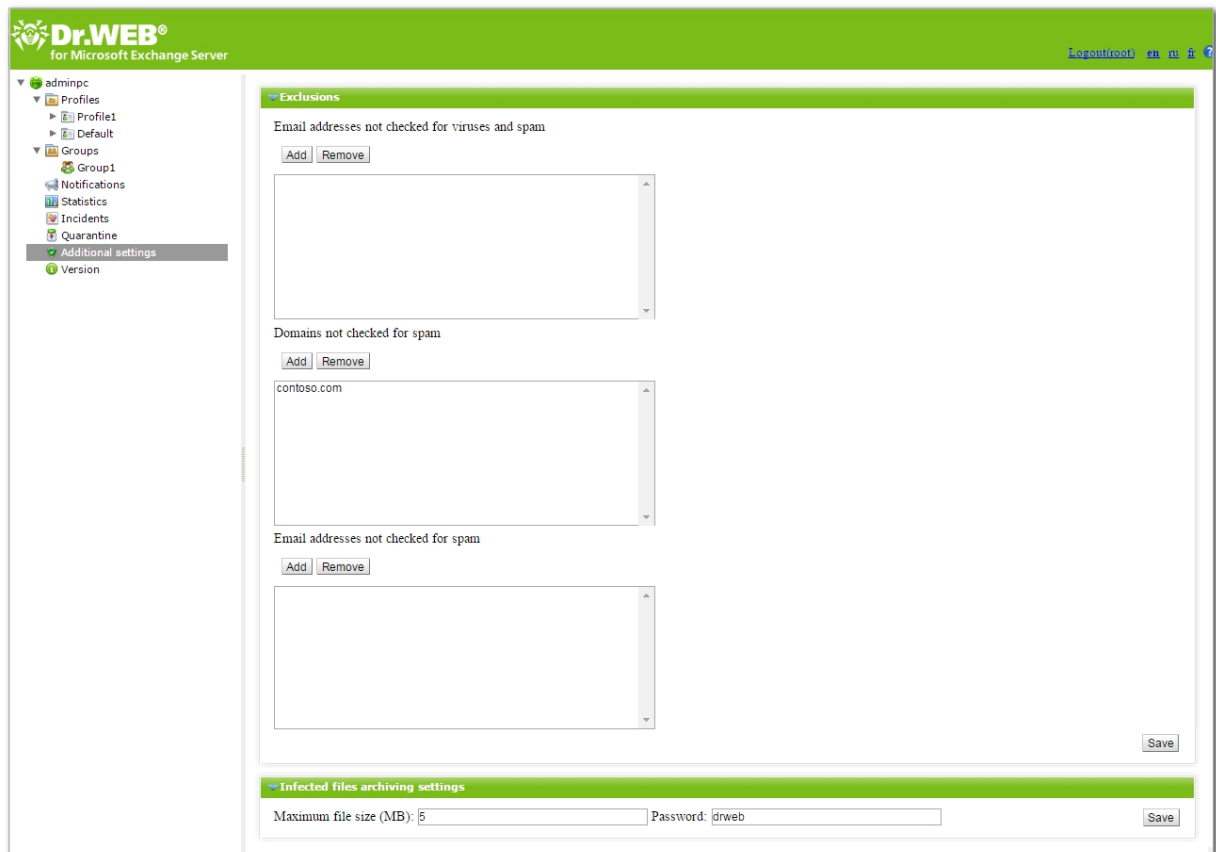 Dr.WEB®
for Microsoft Exchange Server
Logout(root) en ru fr ?
adminpc
Profiles
Profile1
Default
Groups
Group1
Notifications
Statistics
Incidents
Quarantine
Additional settings
Version
Exclusions
Email addresses not checked for viruses and spam
Add Remove
Domains not checked for spam
Add Remove
contoso.com
Email addresses not checked for spam
Add Remove
Save
Infected files archiving settings
Maximum file size (MB): 5 Password: drweb Save